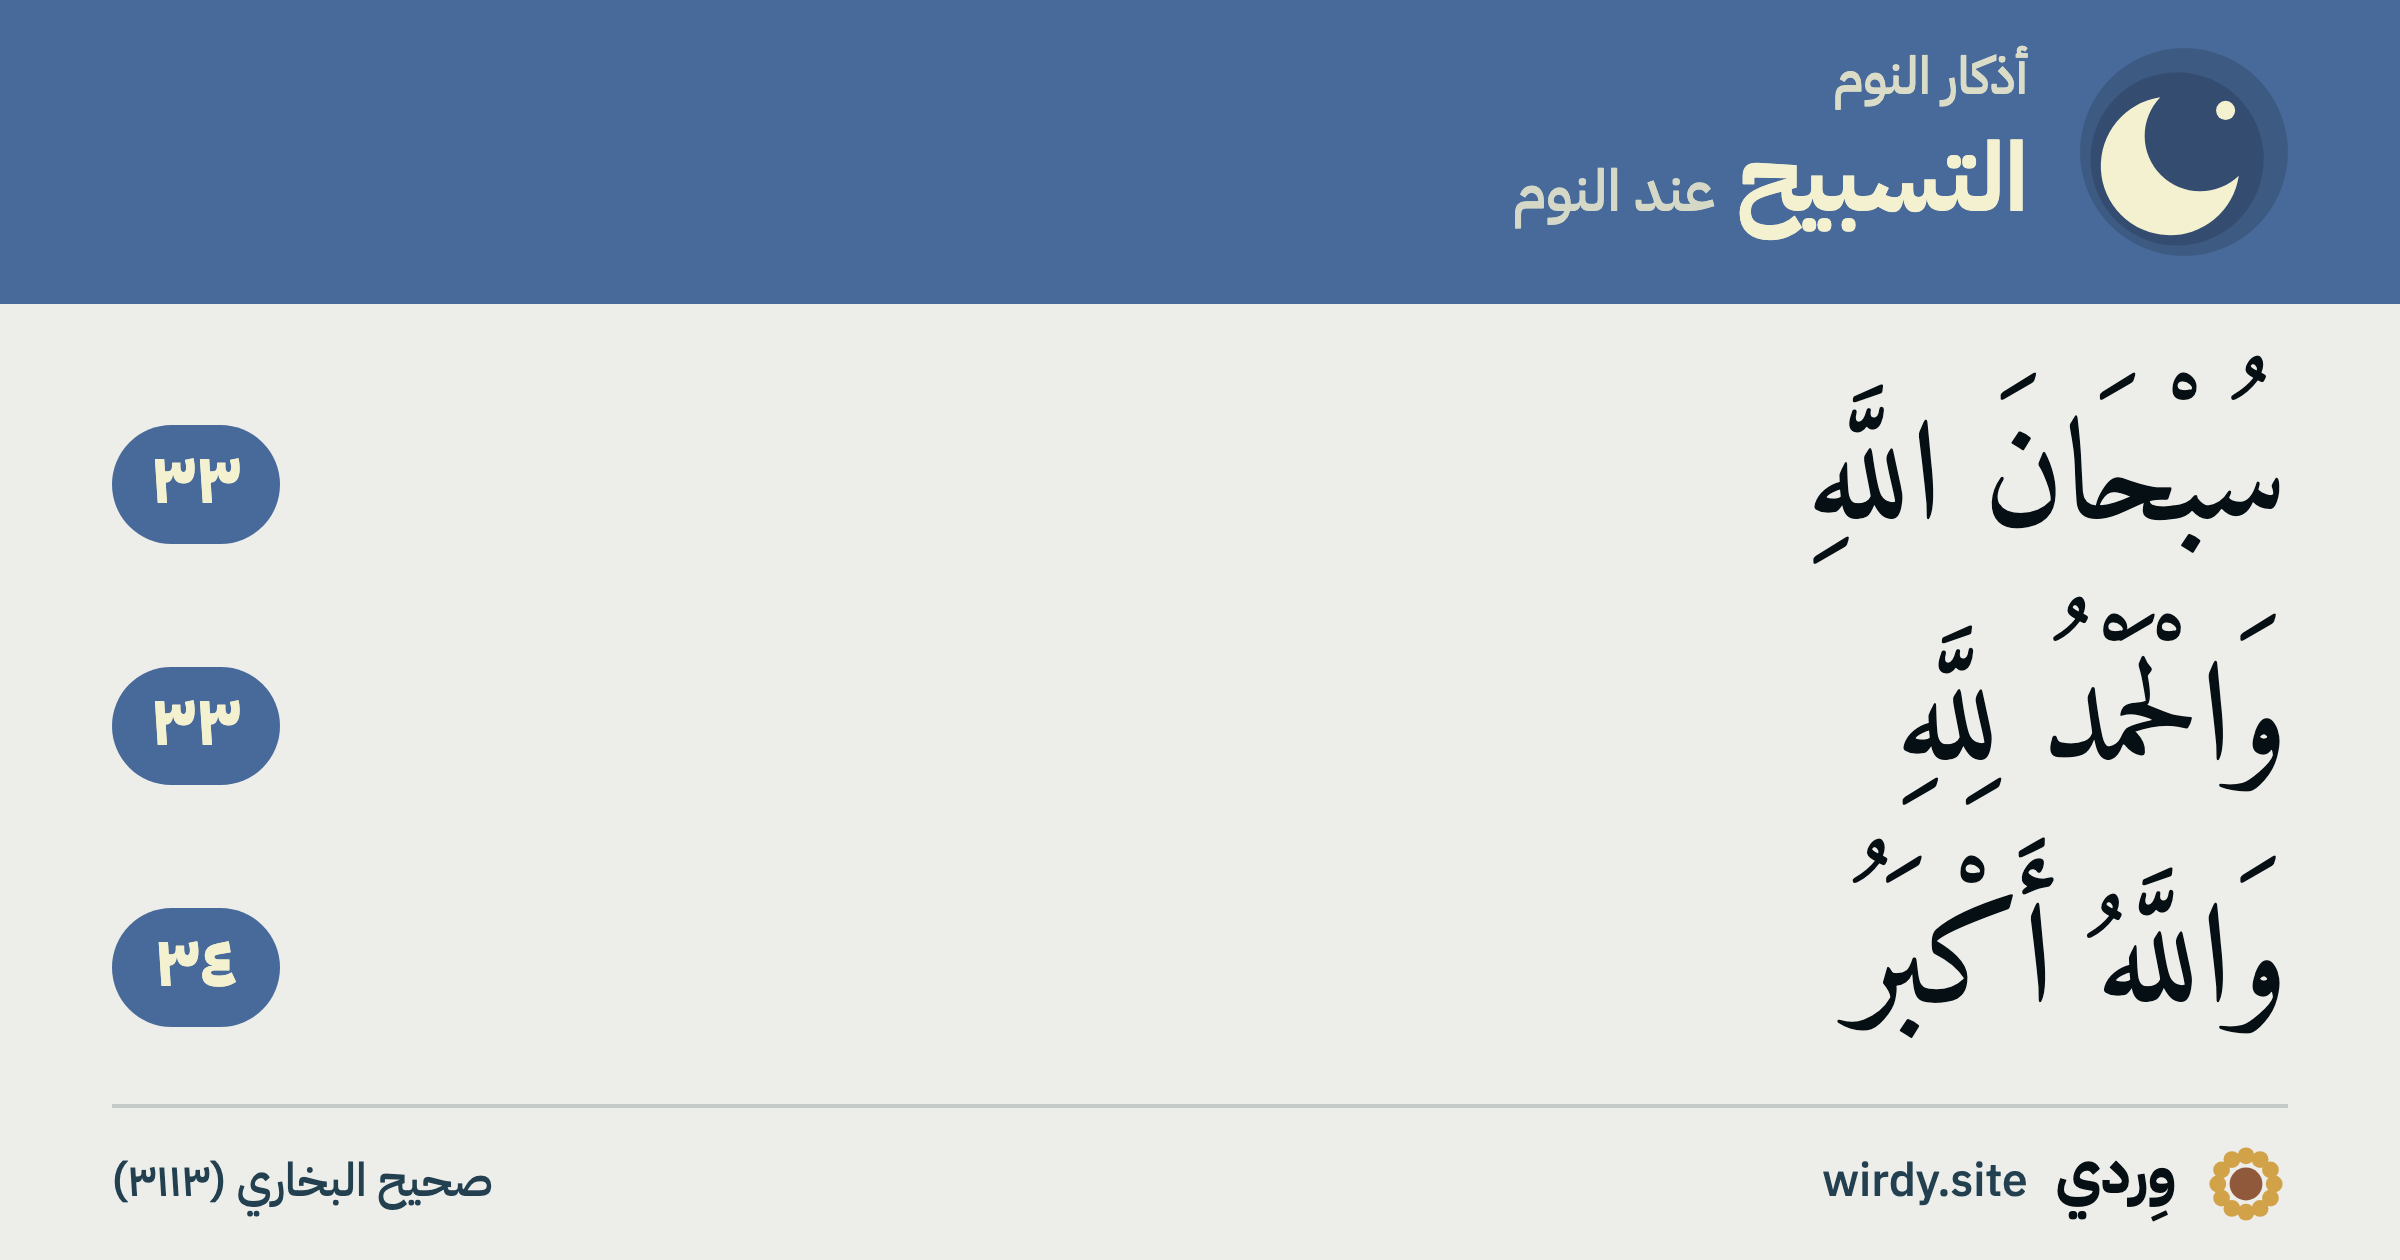 أذكار النوم
التسبيح عند النوم
سُبْحَانَ اللَّهِ ٣٣
وَالْحَمْدُ لِلَّهِ ٣٣
وَاللَّهُ أَكْبَرُ ٣٤
وِردي wirdy.site صحيح البخاري (٣١١٣)